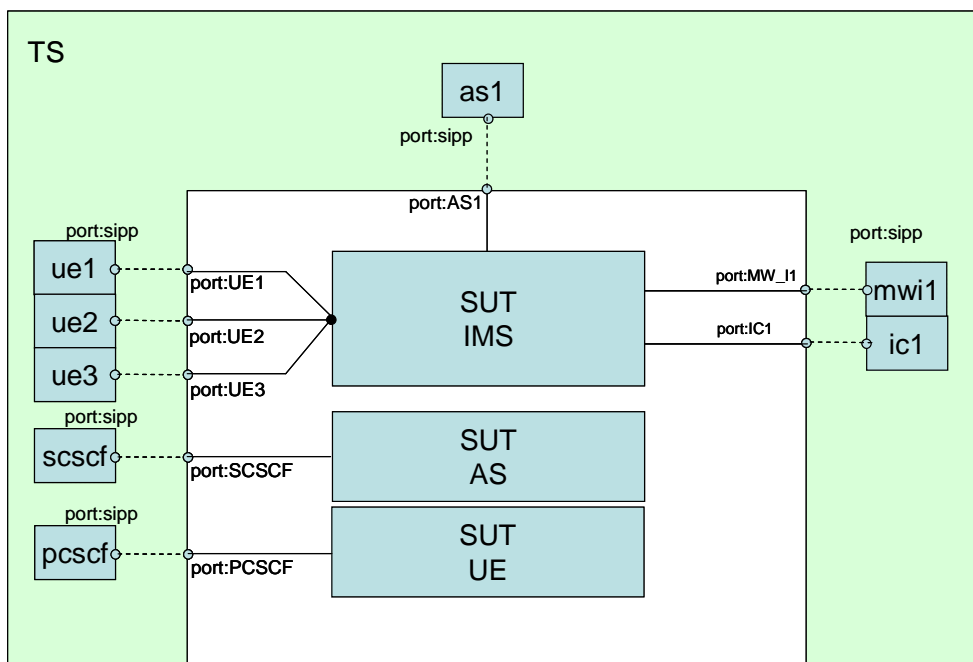 TS
as1
port:sipp
port:AS1
port:sipp
port:sipp
ue1
port:UE1
port:MW_I1
mwi1
SUT
IMS
ue2
port:UE2
port:IC1
ic1
ue3
port:UE3
port:sipp
scscf
port:SCSCF
SUT
AS
port:sipp
pcscf
port:PCSCF
SUT
UE